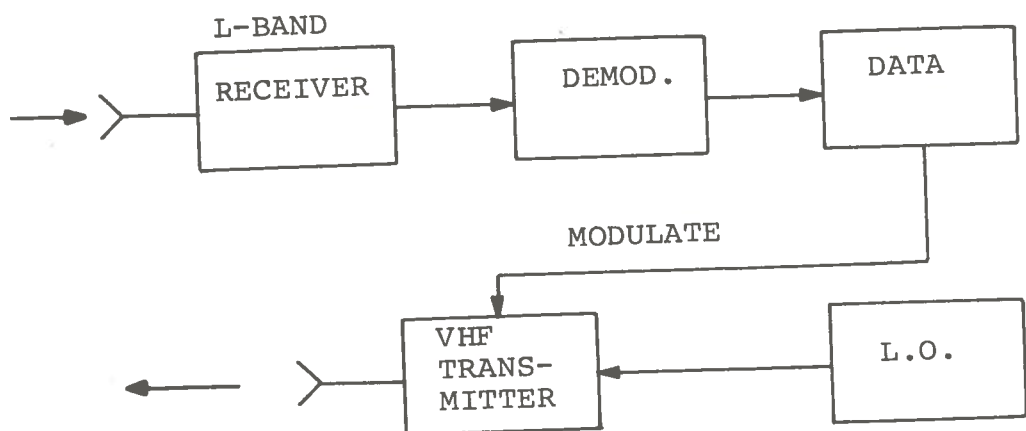 L-BAND
RECEIVER
DEMOD.
DATA
MODULATE
VHF
TRANS-
MITTER
L.O.